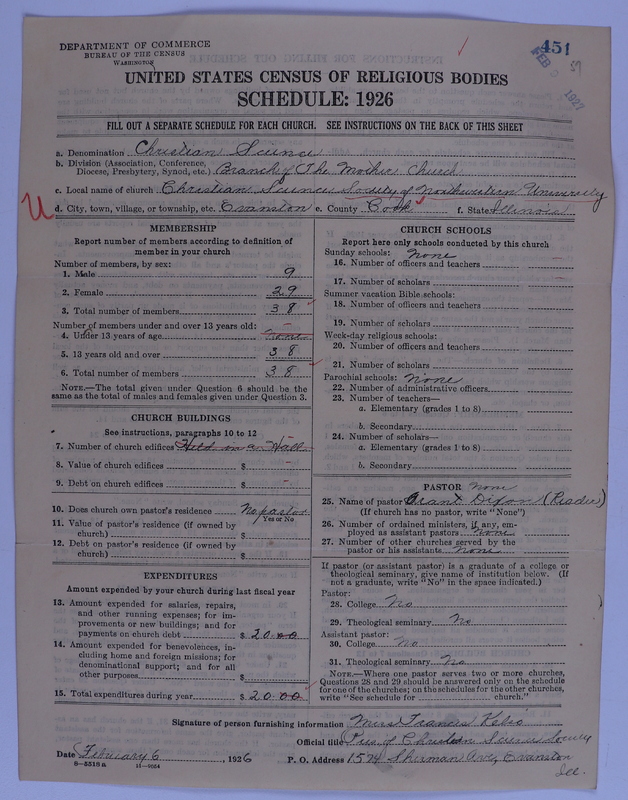 DEPARTMENT OF COMMERCE
BUREAU OF THE CENSUS
WASHINGTON
451
FEB 1927
UNITED STATES CENSUS OF RELIGIOUS BODIES
SCHEDULE: 1926
FILL OUT A SEPARATE SCHEDULE FOR EACH CHURCH. SEE INSTRUCTIONS ON THE BACK OF THIS SHEET
a. Denomination Christian Science
b. Division (Association, Conference, Diocese, Presbytery, Synod, etc.) Branch of The Mother Church
c. Local name of church Christian Science Society of Northwestern University
U
d. City, town, village, or township, etc. Evanston e. County Cook f. State Illinois
MEMBERSHIP
Report number of members according to definition of
member in your church
Number of members, by sex:
1. Male 9
2. Female 29
3. Total number of members 38
Number of members under and over 13 years old:
4. Under 13 years of age none
5. 13 years old and over 38
6. Total number of members 38
NOTE.—The total given under Question 6 should be the
same as the total of males and females given under Question 3.
CHURCH BUILDINGS
See instructions, paragraphs 10 to 12
7. Number of church edifices Held in a Hall
8. Value of church edifices $ -
9. Debt on church edifices $ -
10. Does church own pastor's residence No pastor
Yes or No
11. Value of pastor's residence (if owned by
church) $
12. Debt on pastor's residence (if owned by
church) $
EXPENDITURES
Amount expended by your church during last fiscal year
13. Amount expended for salaries, repairs,
and other running expenses; for im-
provements or new buildings; and for
payments on church debt $ 20.00
14. Amount expended for benevolences, in-
cluding home and foreign missions; for
denominational support; and for all
other purposes $
15. Total expenditures during year $ 20.00
CHURCH SCHOOLS
Report here only schools conducted by this church
Sunday schools: None
16. Number of officers and teachers -
17. Number of scholars -
Summer vacation Bible schools:
18. Number of officers and teachers
19. Number of scholars
Week-day religious schools:
20. Number of officers and teachers
21. Number of scholars
Parochial schools: None
22. Number of administrative officers
23. Number of teachers—
a. Elementary (grades 1 to 8)
b. Secondary
24. Number of scholars—
a. Elementary (grades 1 to 8)
b. Secondary
PASTOR None
25. Name of pastor Grant Dixon
(If church has no pastor, write "None")
26. Number of ordained ministers, if any, em-
ployed as assistant pastors None
27. Number of other churches served by the
pastor or his assistants None
If pastor (or assistant pastor) is a graduate of a college or
theological seminary, give name of institution below. (If
not a graduate, write "No" in the space indicated.)
Pastor:
28. College No
29. Theological seminary No
Assistant pastor:
30. College No
31. Theological seminary No
NOTE.—Where one pastor serves two or more churches,
Questions 28 and 29 should be answered only on the schedule
for one of the churches; on the schedules for the other churches,
write "See schedule for church."
Signature of person furnishing information Miss Frances
Official title Pres of Christian Science Society
Date February 6, 1926 P. O. Address Sherman Ave, Evanston
Ill.
8-5518a 11-9064